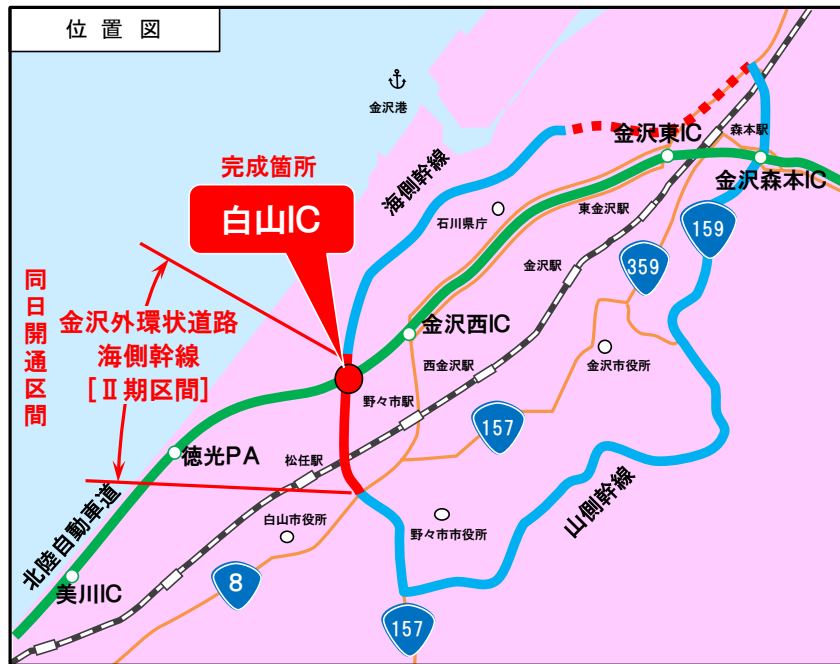 位置図
金沢港
森本駅
金沢東IC
完成箇所
海側幹線
金沢森本IC
白山IC
石川県庁
東金沢駅
159
金沢駅
359
同日開通区間
金沢外環状道路
海側幹線
[Ⅱ期区間]
金沢西IC
西金沢駅
金沢市役所
野々市駅
157
徳光PA
松任駅
山側幹線
北陸自動車道
白山市役所
野々市市役所
美川IC
8
157